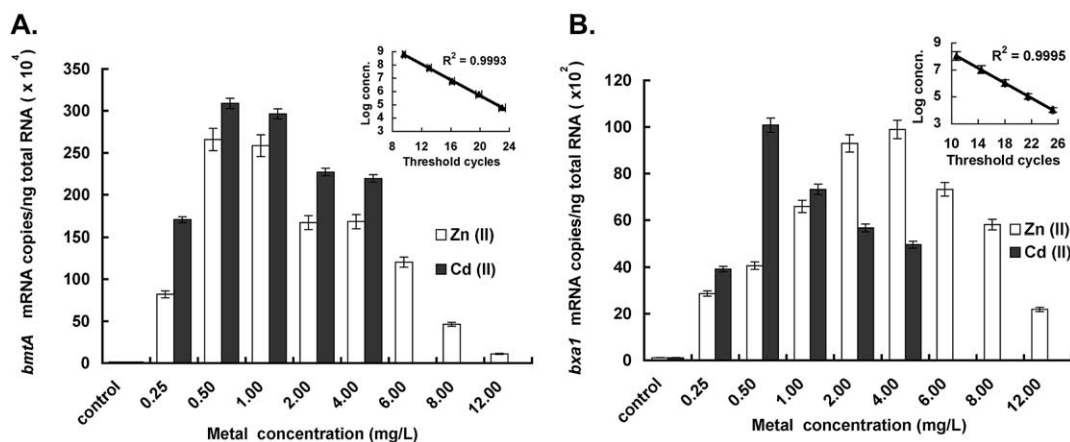 A.
bmtA mRNA copies/ng total RNA ( x 10⁴)
350
300
250
200
150
100
50
0
control
0.25
0.50
1.00
2.00
4.00
6.00
8.00
12.00
Metal concentration (mg/L)
Zn (II)
Cd (II)
R² = 0.9993
Log concn.
9
8
7
6
5
4
8
12
16
20
24
Threshold cycles
B.
bxa1 mRNA copies/ng total RNA ( x10²)
120
100
80
60
40
20
0
control
0.25
0.50
1.00
2.00
4.00
6.00
8.00
12.00
Metal concentration (mg/L)
Zn (II)
Cd (II)
R² = 0.9995
Log concn.
9
7
5
3
10
14
18
22
26
Threshold cycles